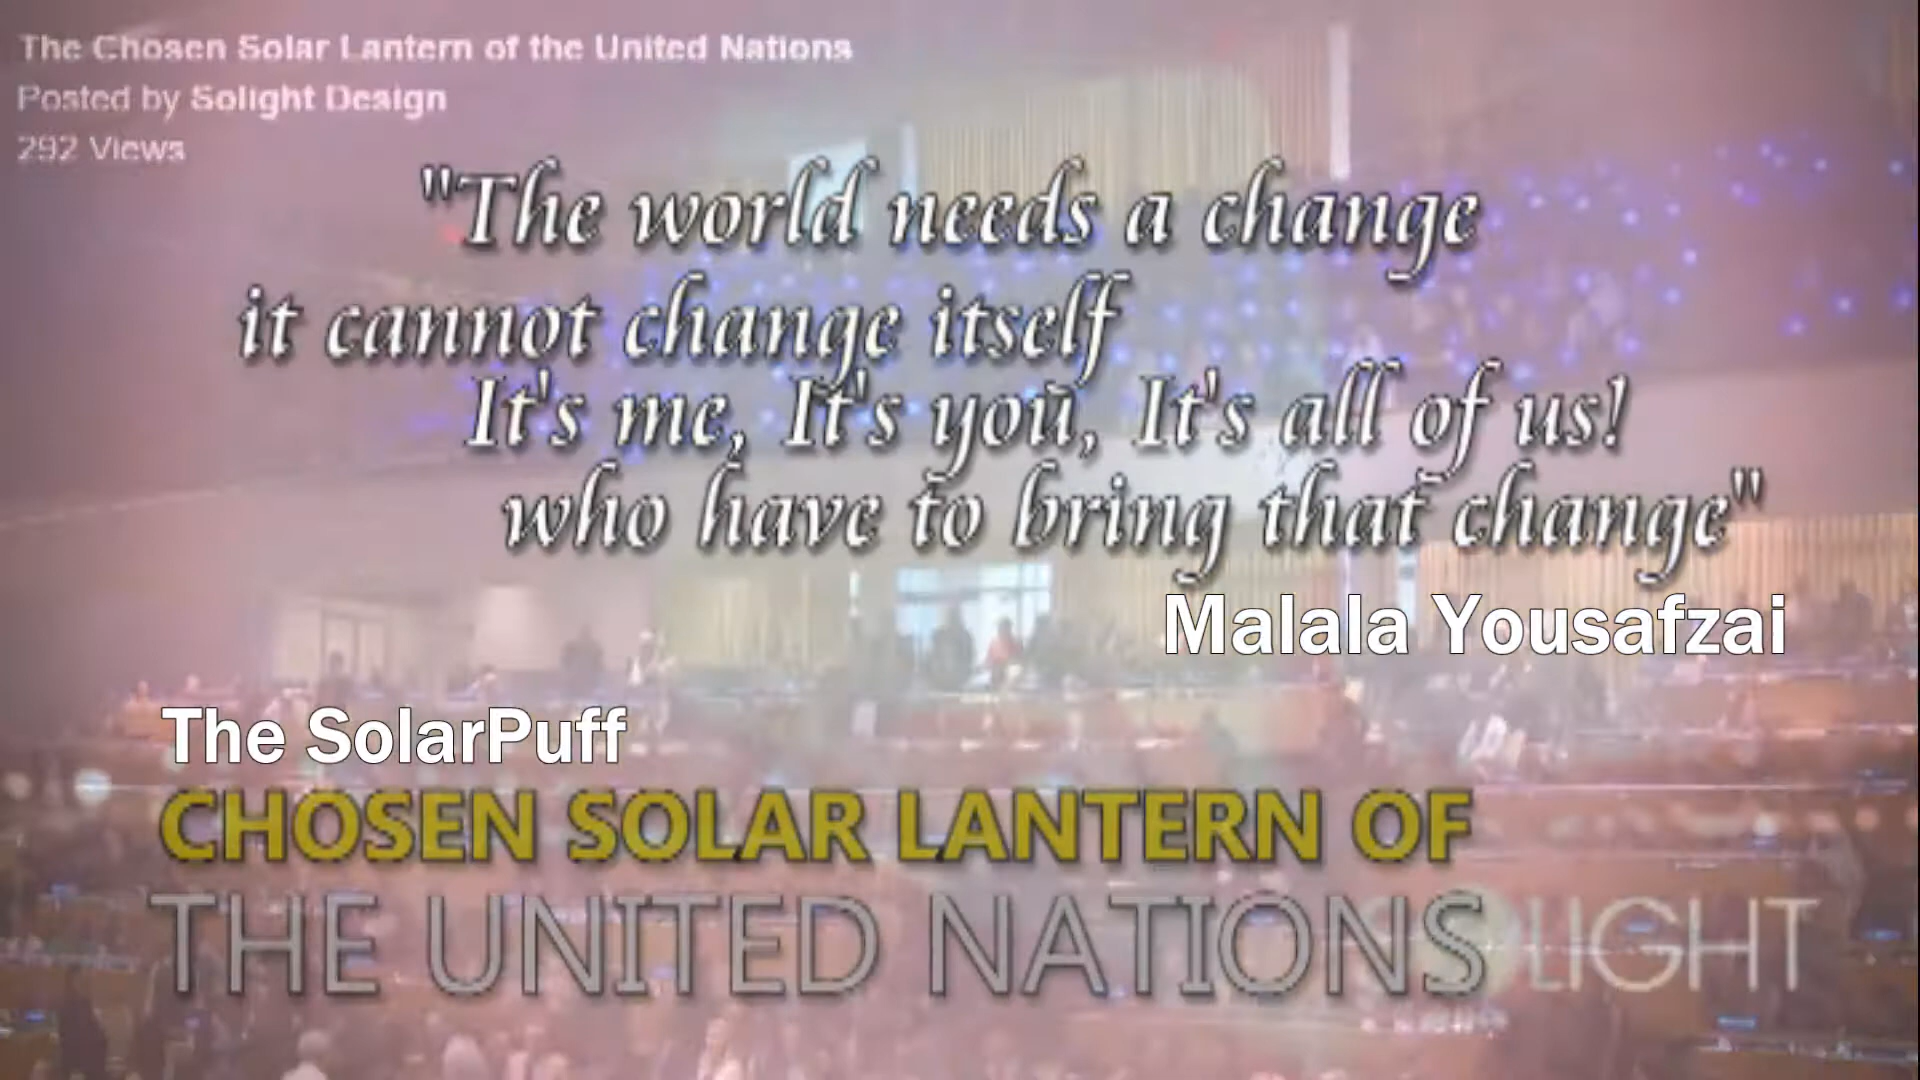 The Chosen Solar Lantern of the United Nations
Posted by Solight Design
292 Views
"The world needs a change
it cannot change itself
It's me, It's you, It's all of us!
who have to bring that change"
Malala Yousafzai
The SolarPuff
CHOSEN SOLAR LANTERN OF
THE UNITED NATIONS
SOLIGHT